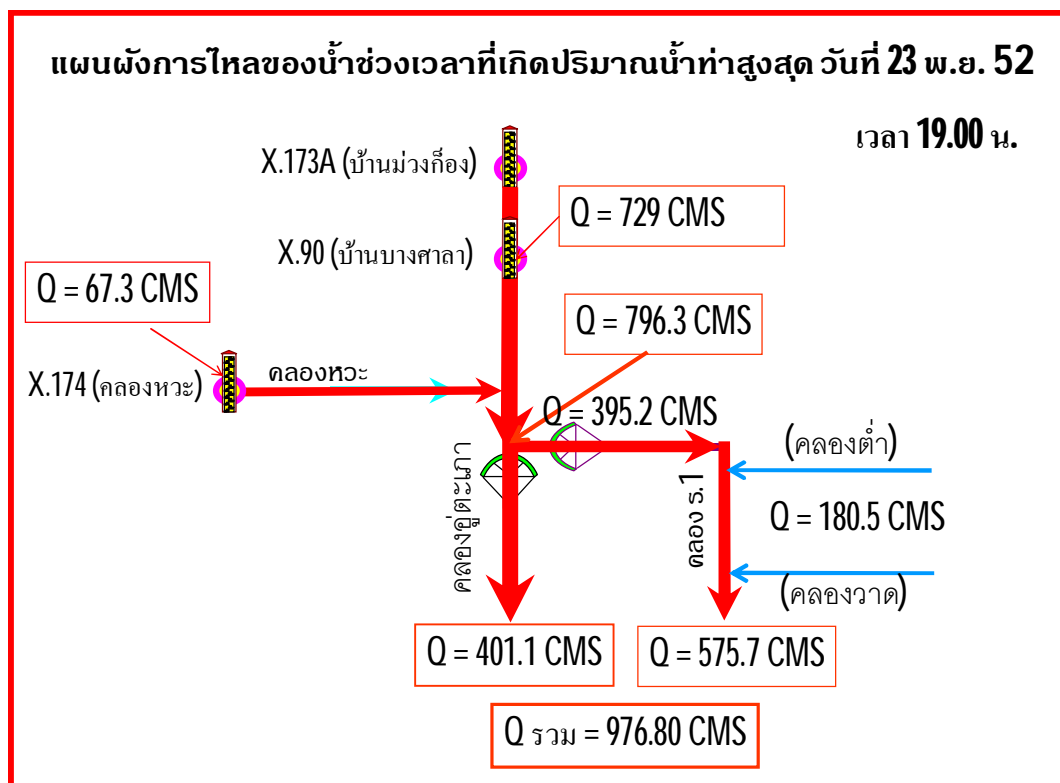 แผนผังการไหลของน้ำช่วงเวลาที่เกิดปริมาณน้ำท่าสูงสุด วันที่ 23 พ.ย. 52
เวลา 19.00 น.
X.173A (บ้านม่วงก็อง)
Q = 729 CMS
X.90 (บ้านบางศาลา)
Q = 67.3 CMS
Q = 796.3 CMS
X.174 (คลองหวะ)
คลองหวะ
Q = 395.2 CMS
(คลองต่ำ)
คลองอู่ตะเภา
คลอง ร.1
Q = 180.5 CMS
(คลองวาด)
Q = 401.1 CMS
Q = 575.7 CMS
Q รวม = 976.80 CMS